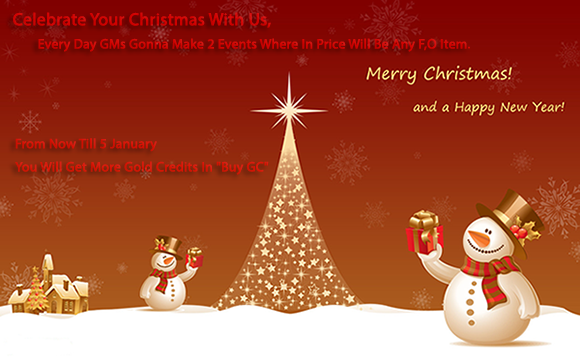 Celebrate Your Christmas With Us,
Every Day GMs Gonna Make 2 Events Where In Price Will Be Any F,O Item.
Merry Christmas!
and a Happy New Year!
From Now Till 5 January
You Will Get More Gold Credits In "Buy GC"